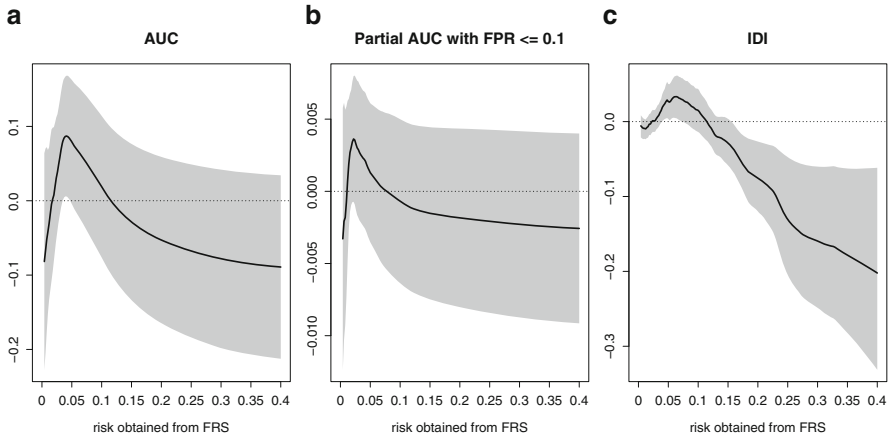 a
AUC
0.1
0.0
−0.1
−0.2
0 0.05 0.1 0.15 0.2 0.25 0.3 0.35 0.4
risk obtained from FRS
b
Partial AUC with FPR <= 0.1
0.005
0.000
−0.005
−0.010
0 0.05 0.1 0.15 0.2 0.25 0.3 0.35 0.4
risk obtained from FRS
c
IDI
0.0
−0.1
−0.2
−0.3
0 0.05 0.1 0.15 0.2 0.25 0.3 0.35 0.4
risk obtained from FRS